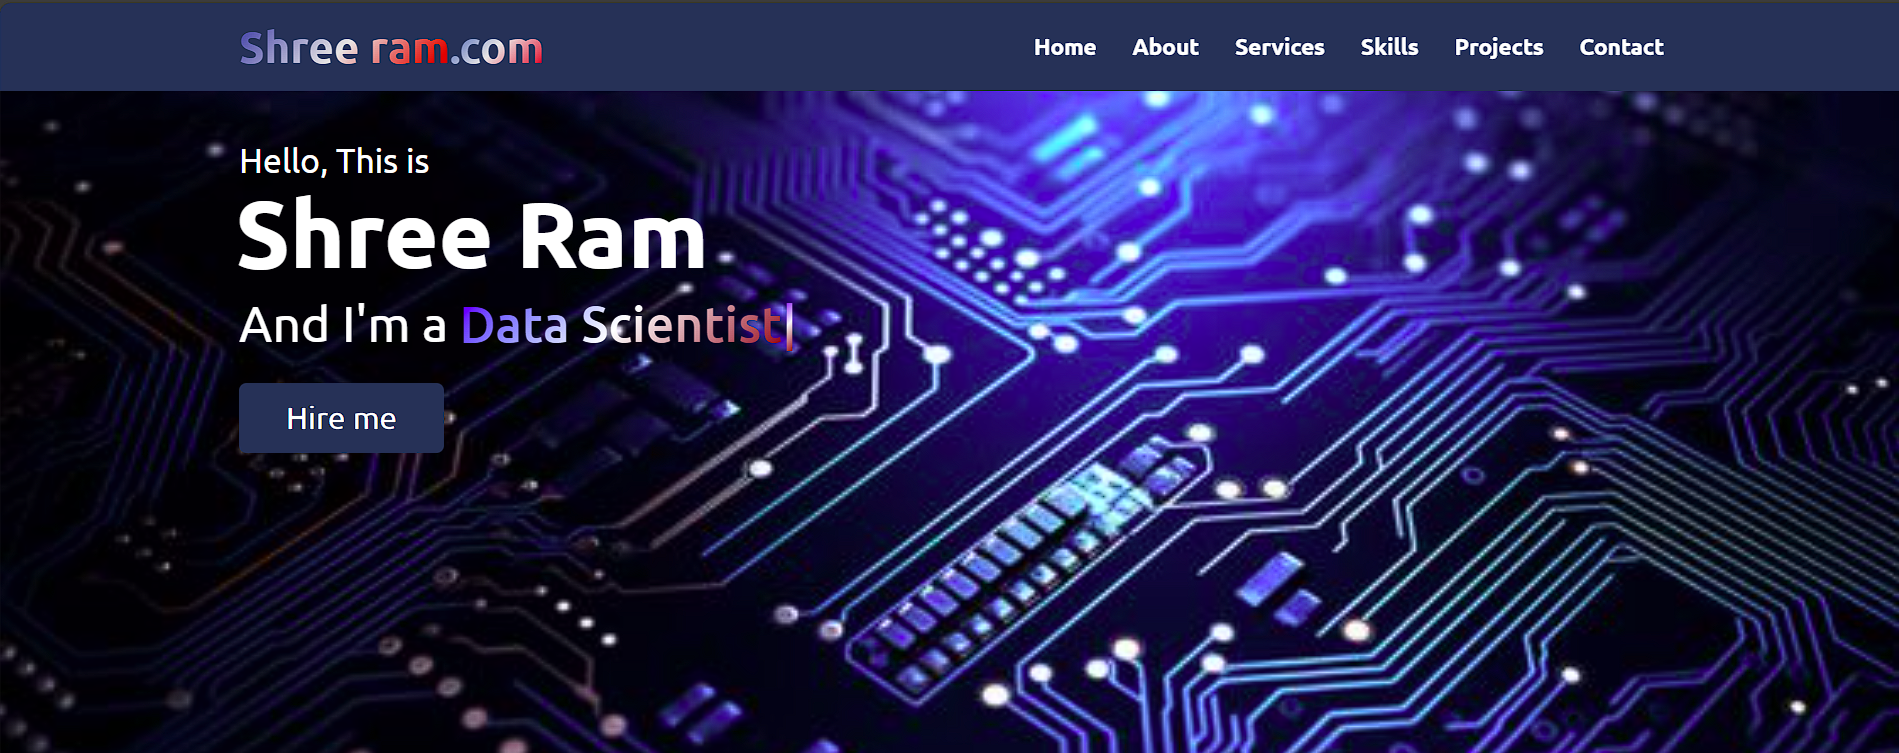 Shree ram.com
Home About Services Skills Projects Contact
Hello, This is
Shree Ram
And I'm a Data Scientist|
Hire me